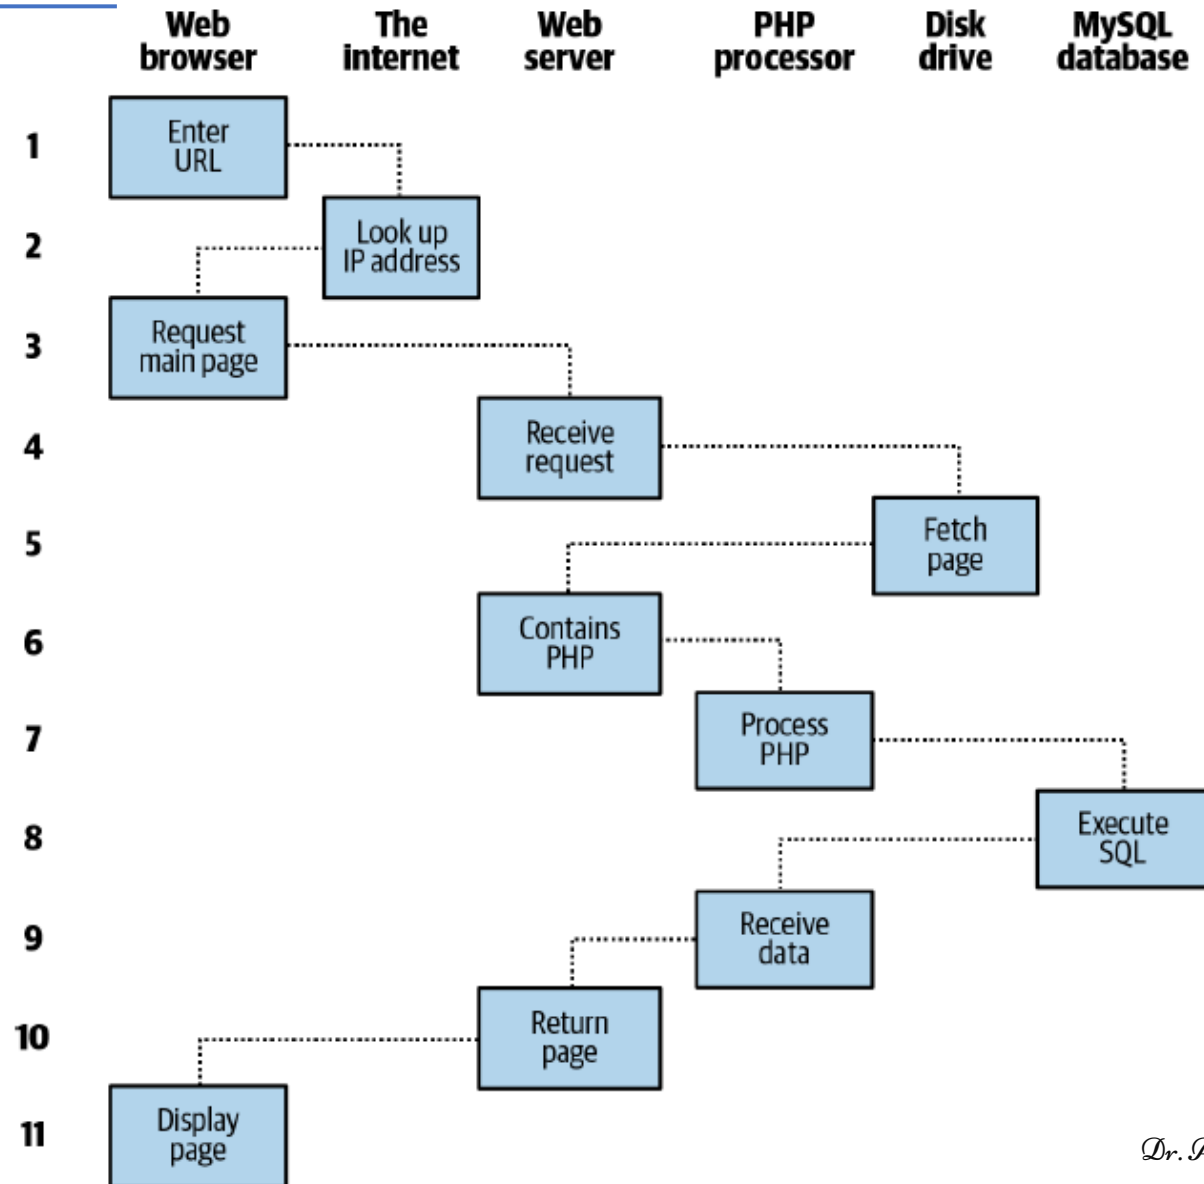 Web browser
The internet
Web server
PHP processor
Disk drive
MySQL database
1
Enter
URL
2
Look up
IP address
3
Request
main page
4
Receive
request
5
Fetch
page
6
Contains
PHP
7
Process
PHP
8
Execute
SQL
9
Receive
data
10
Return
page
11
Display
page
Dr.